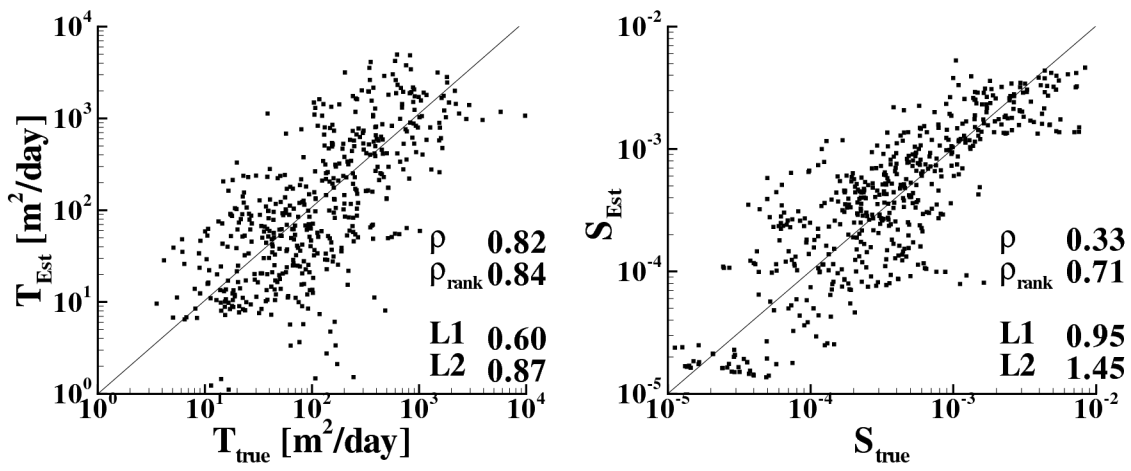 10^4
10^3
10^2
10^1
10^0
T_Est [m^2/day]
10^0 10^1 10^2 10^3 10^4
T_true [m^2/day]
ρ 0.82
ρ_rank 0.84
L1 0.60
L2 0.87
10^-2
10^-3
10^-4
10^-5
S_Est
10^-5 10^-4 10^-3 10^-2
S_true
ρ 0.33
ρ_rank 0.71
L1 0.95
L2 1.45